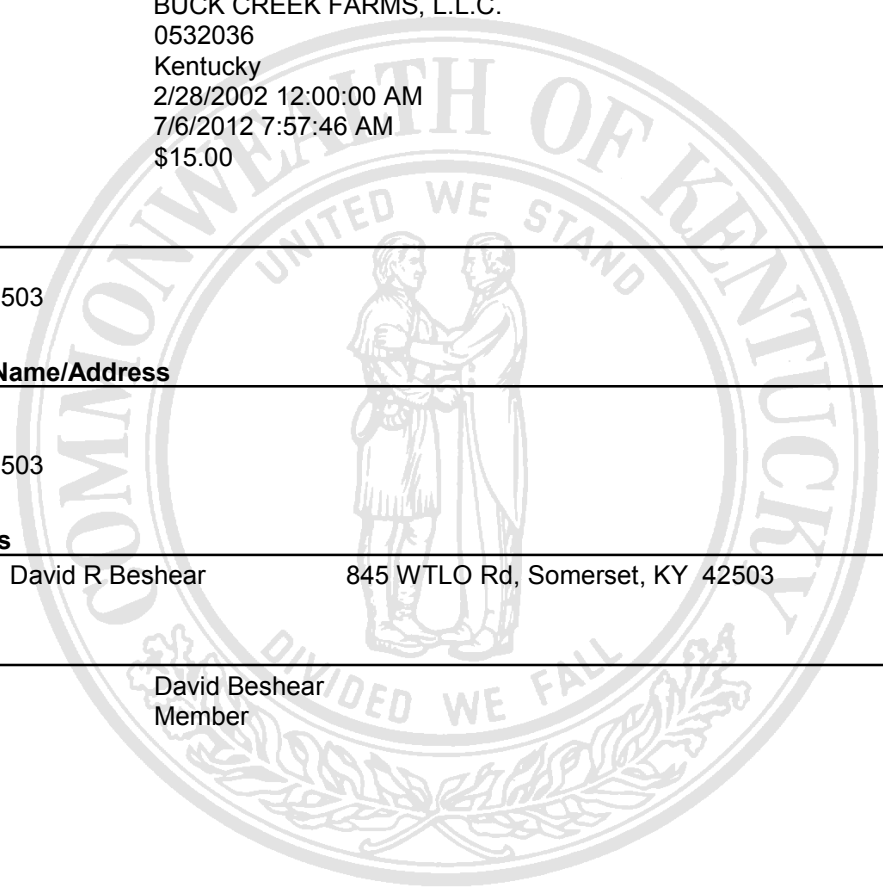 BUCK CREEK FARMS, L.L.C.
0532036
Kentucky
2/28/2002 12:00:00 AM
7/6/2012 7:57:46 AM
$15.00
503
Name/Address
503
s
David R Beshear 845 WTLO Rd, Somerset, KY 42503
David Beshear
Member
COMMONWEALTH OF KENTUCKY
UNITED WE STAND
DIVIDED WE FALL